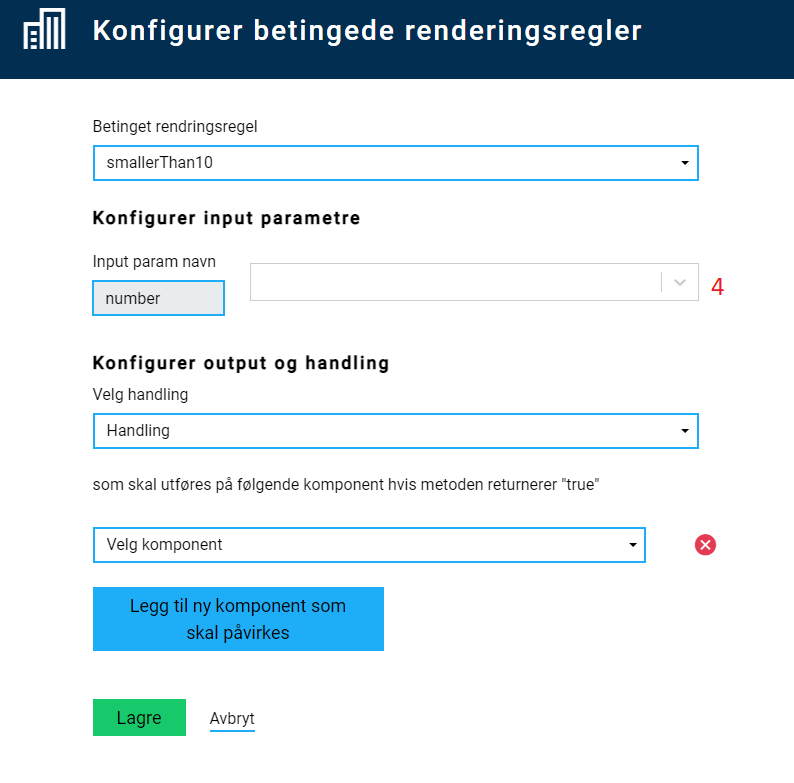 Konfigurer betingede renderingsregler
Betinget rendringsregel
smallerThan10
Konfigurer input parametre
Input param navn
number
4
Konfigurer output og handling
Velg handling
Handling
som skal utføres på følgende komponent hvis metoden returnerer "true"
Velg komponent
Legg til ny komponent som
skal påvirkes
Lagre
Avbryt